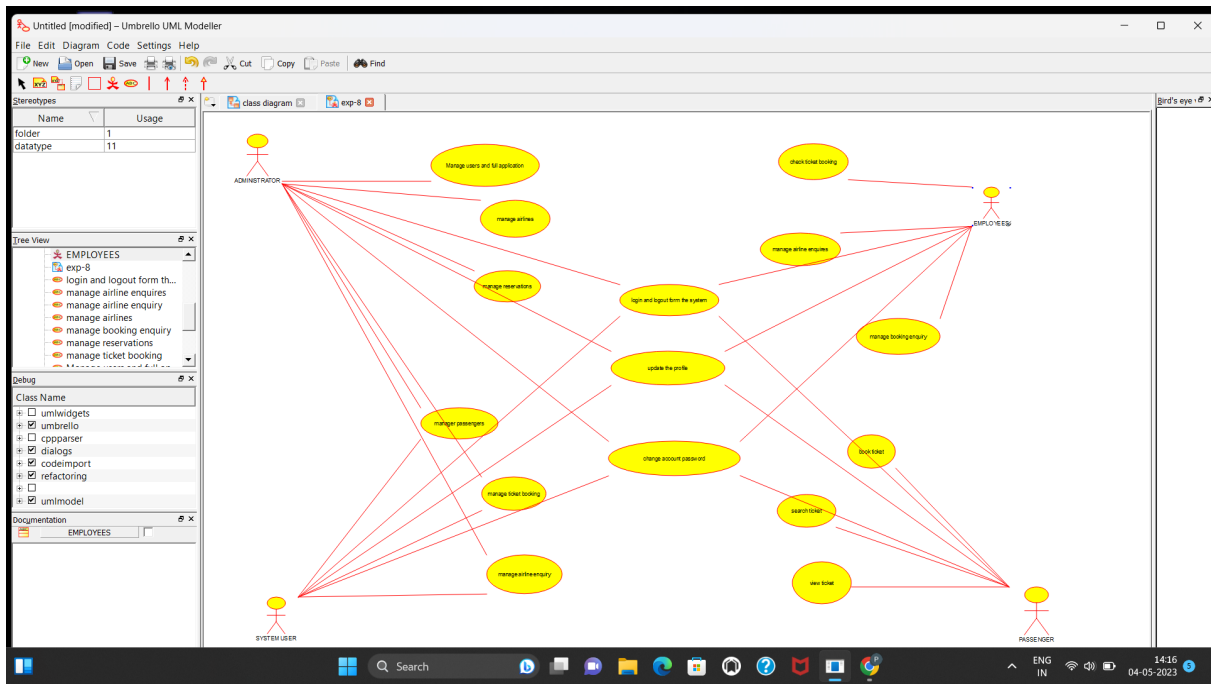 Untitled [modified] – Umbrello UML Modeller
File Edit Diagram Code Settings Help
New Open Save Cut Copy Paste Find
Stereotypes
Name Usage
folder 1
datatype 11
Tree View
EMPLOYEES
exp-8
login and logout form th...
manage airline enquires
manage airline enquiry
manage airlines
manage booking enquiry
manage reservations
manage ticket booking
Debug
Class Name
umlwidgets
umbrello
cppparser
dialogs
codeimport
refactoring
umlmodel
Documentation
EMPLOYEES
class diagram
exp-8
Bird's eye
ADMINISTRATOR
Manage users and full application
check ticket booking
manage airlines
EMPLOYEES
manage airline enquires
manage reservations
login and logout form the system
manage booking enquiry
update the profile
manager passengers
book ticket
change account password
manage ticket booking
search ticket
manage airline enquiry
view ticket
SYSTEM USER
PASSENGER
Search
ENG
IN
14:16
04-05-2023
5